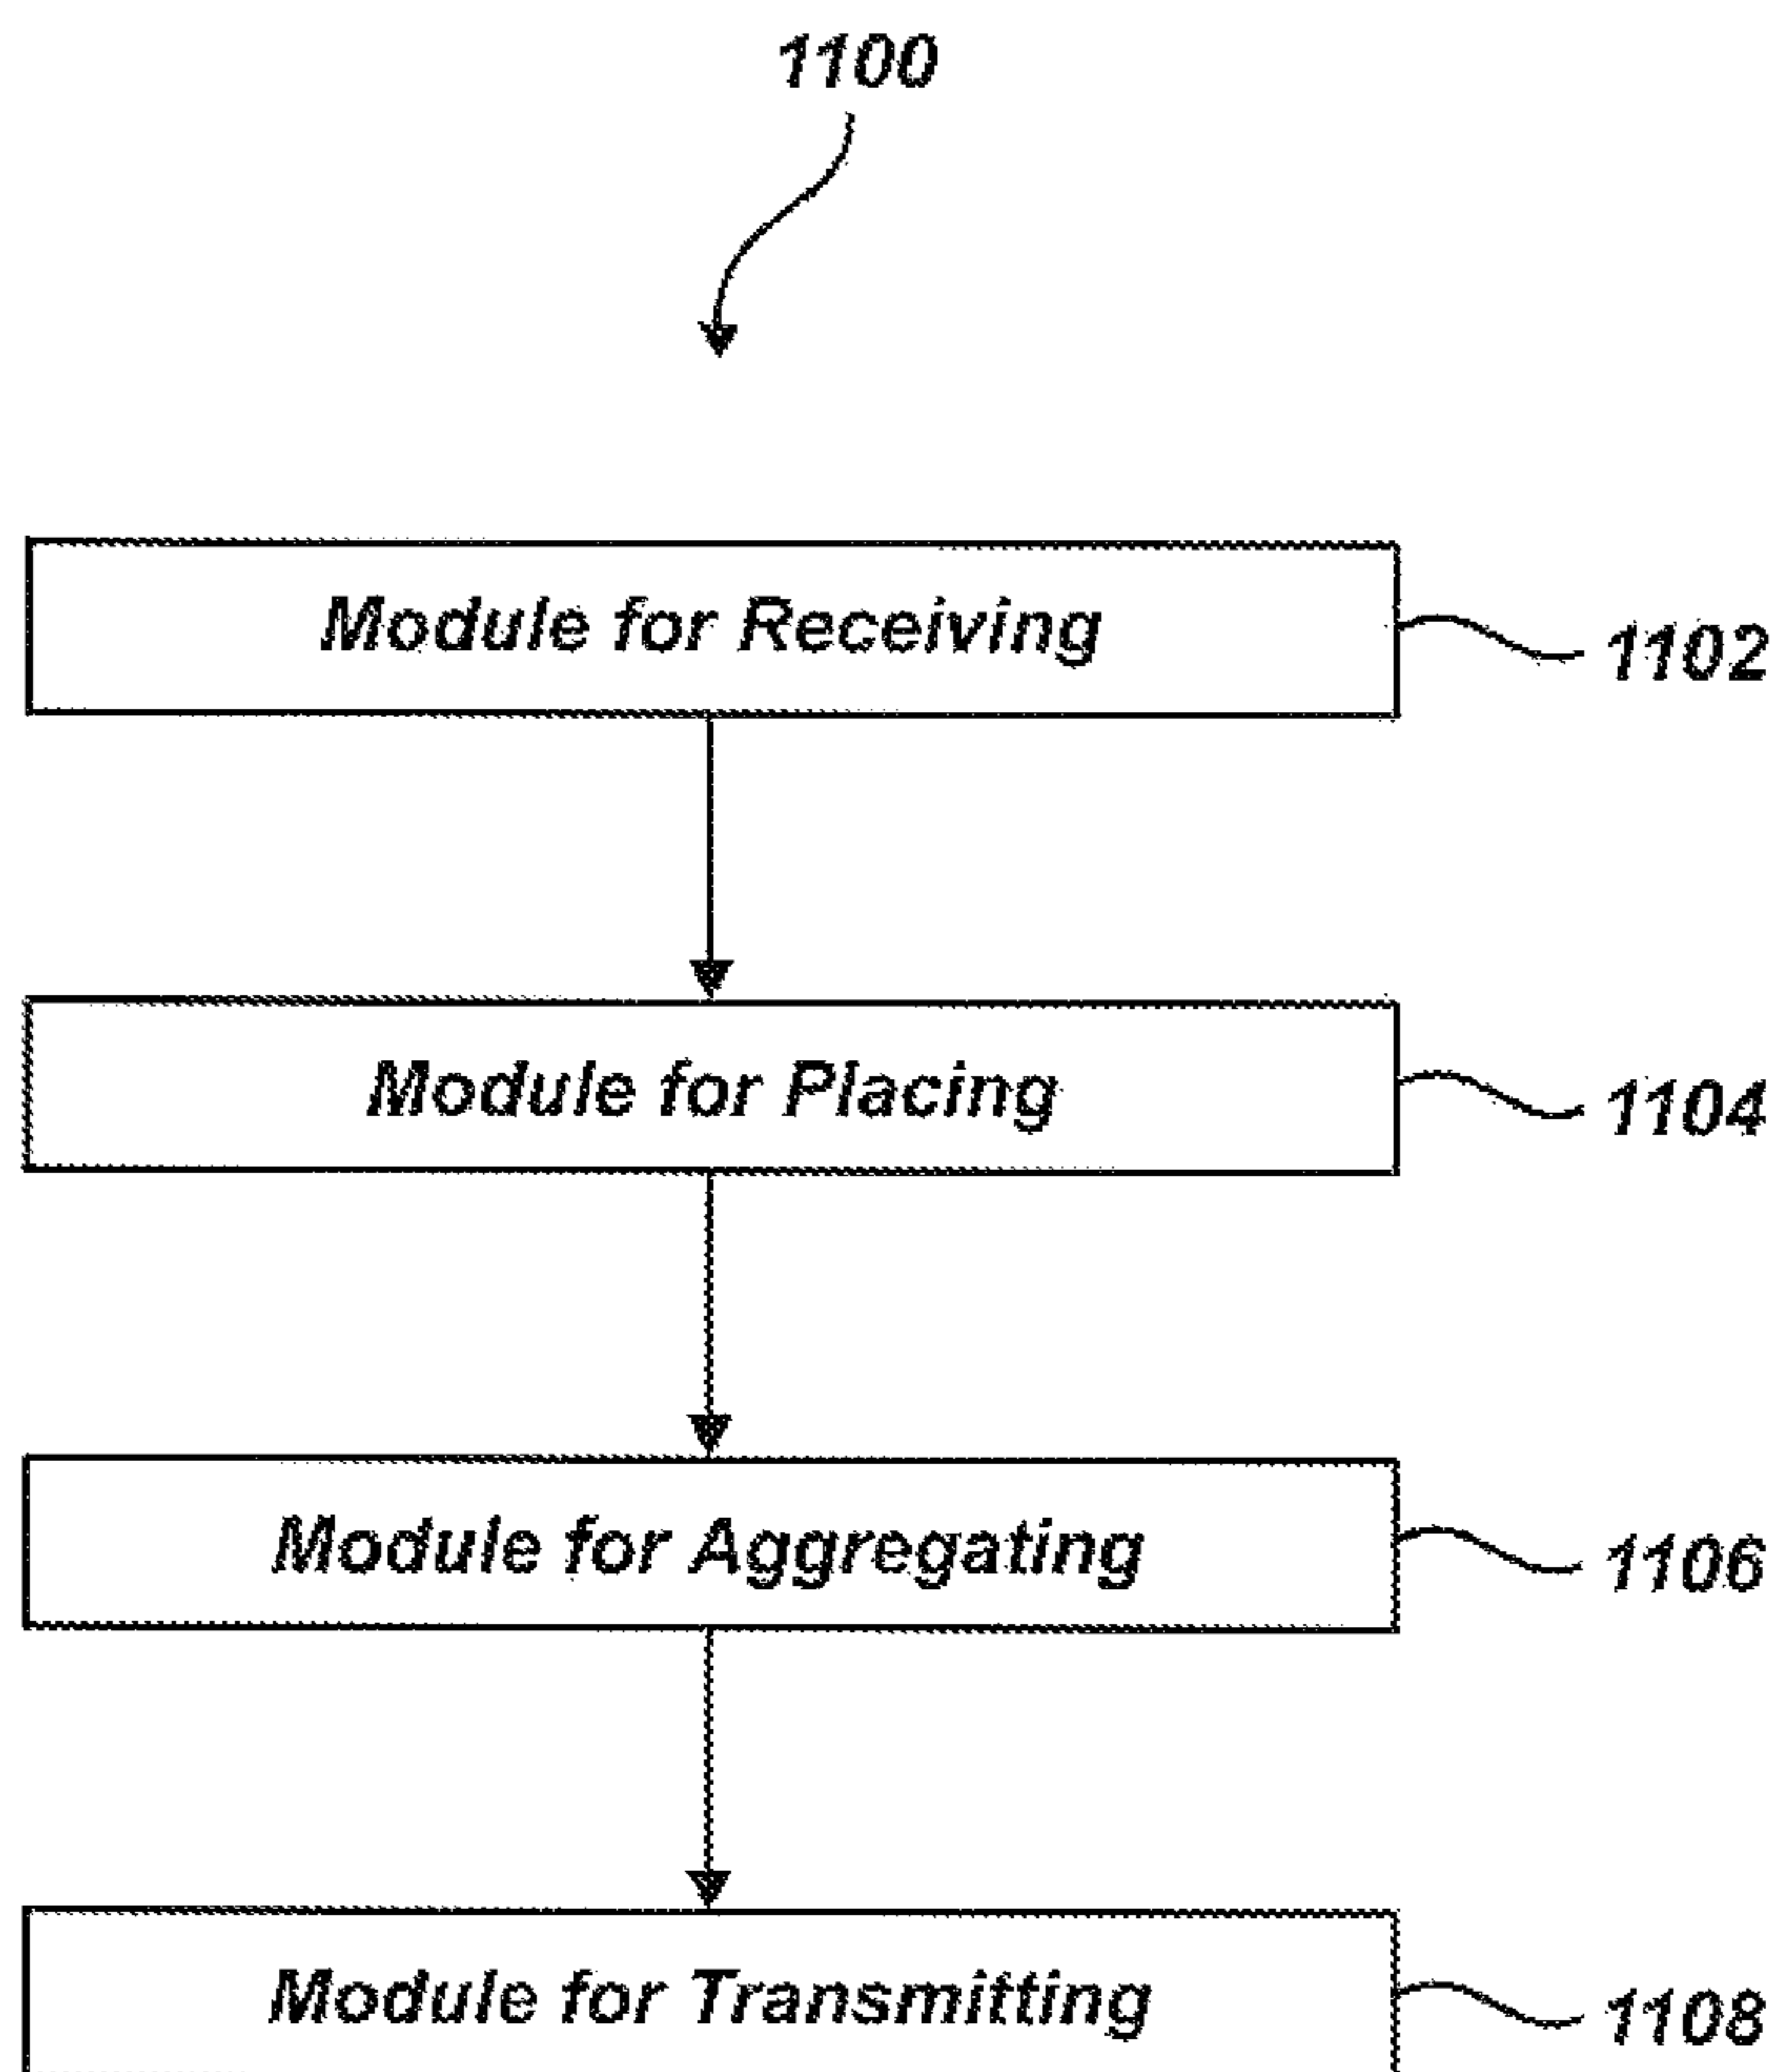 1100
Module for Receiving
1102
Module for Placing
1104
Module for Aggregating
1106
Module for Transmitting
1108